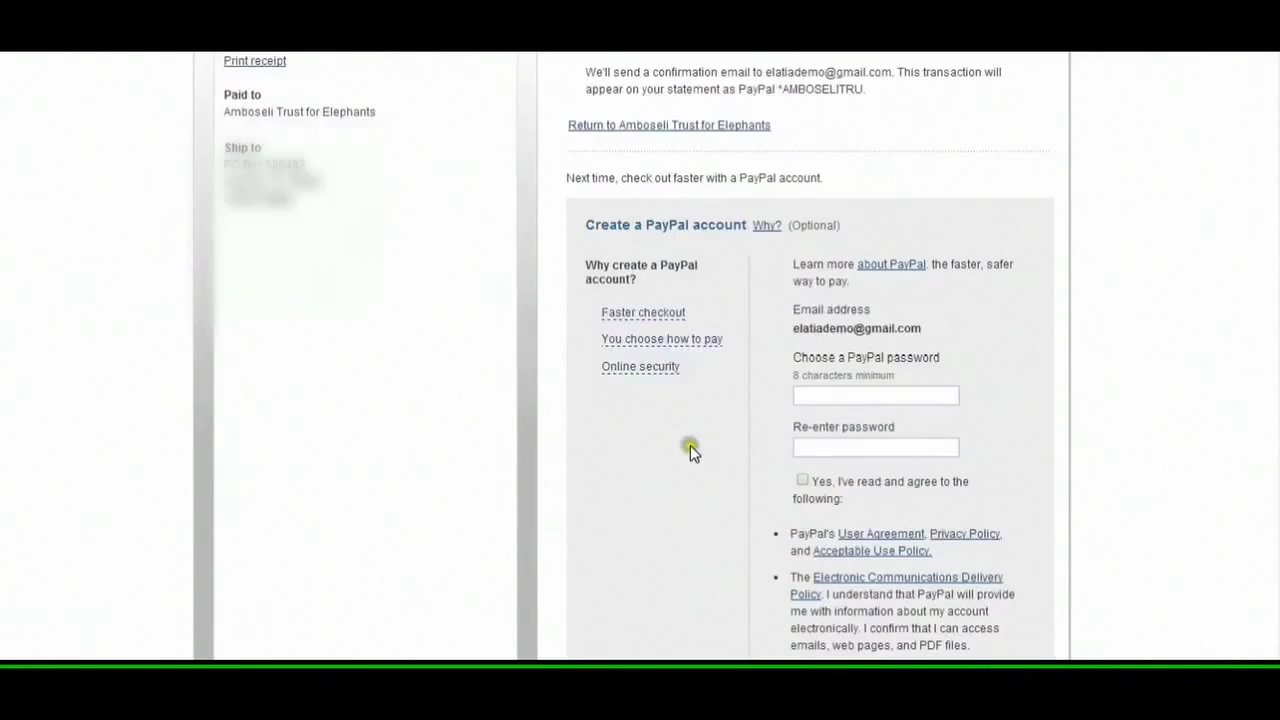 Print receipt
Paid to
Amboseli Trust for Elephants
Ship to
We'll send a confirmation email to elatiademo@gmail.com. This transaction will
appear on your statement as PayPal *AMBOSELITRU.
Return to Amboseli Trust for Elephants
Next time, check out faster with a PayPal account.
Create a PayPal account Why? (Optional)
Why create a PayPal
account?
Faster checkout
You choose how to pay
Online security
Learn more about PayPal. the faster, safer
way to pay.
Email address
elatiademo@gmail.com
Choose a PayPal password
8 characters minimum
Re-enter password
Yes, I've read and agree to the
following:
• PayPal's User Agreement, Privacy Policy,
and Acceptable Use Policy.
• The Electronic Communications Delivery
Policy. I understand that PayPal will provide
me with information about my account
electronically. I confirm that I can access
emails, web pages, and PDF files.